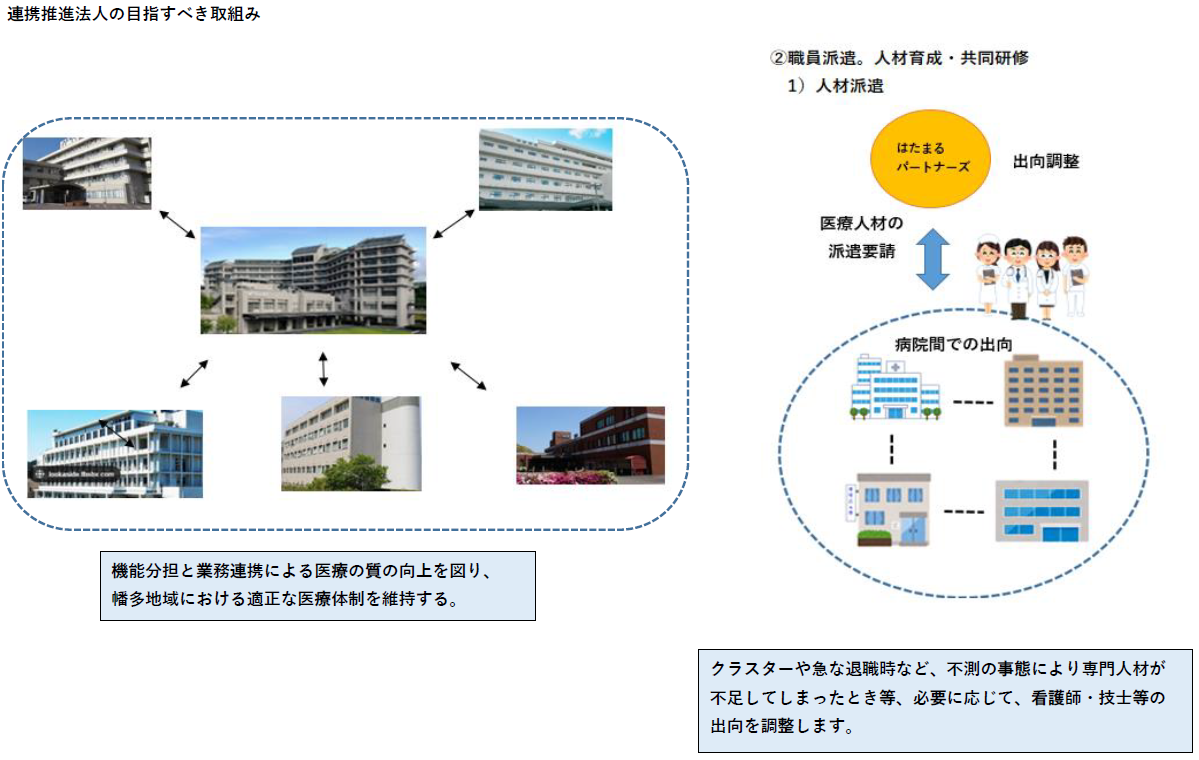 連携推進法人の目指すべき取組み
機能分担と業務連携による医療の質の向上を図り、
幡多地域における適正な医療体制を維持する。
②職員派遣。人材育成・共同研修
1）人材派遣
はたまる
パートナーズ
出向調整
医療人材の
派遣要請
病院間での出向
クラスターや急な退職時など、不測の事態により専門人材が
不足してしまったとき等、必要に応じて、看護師・技士等の
出向を調整します。